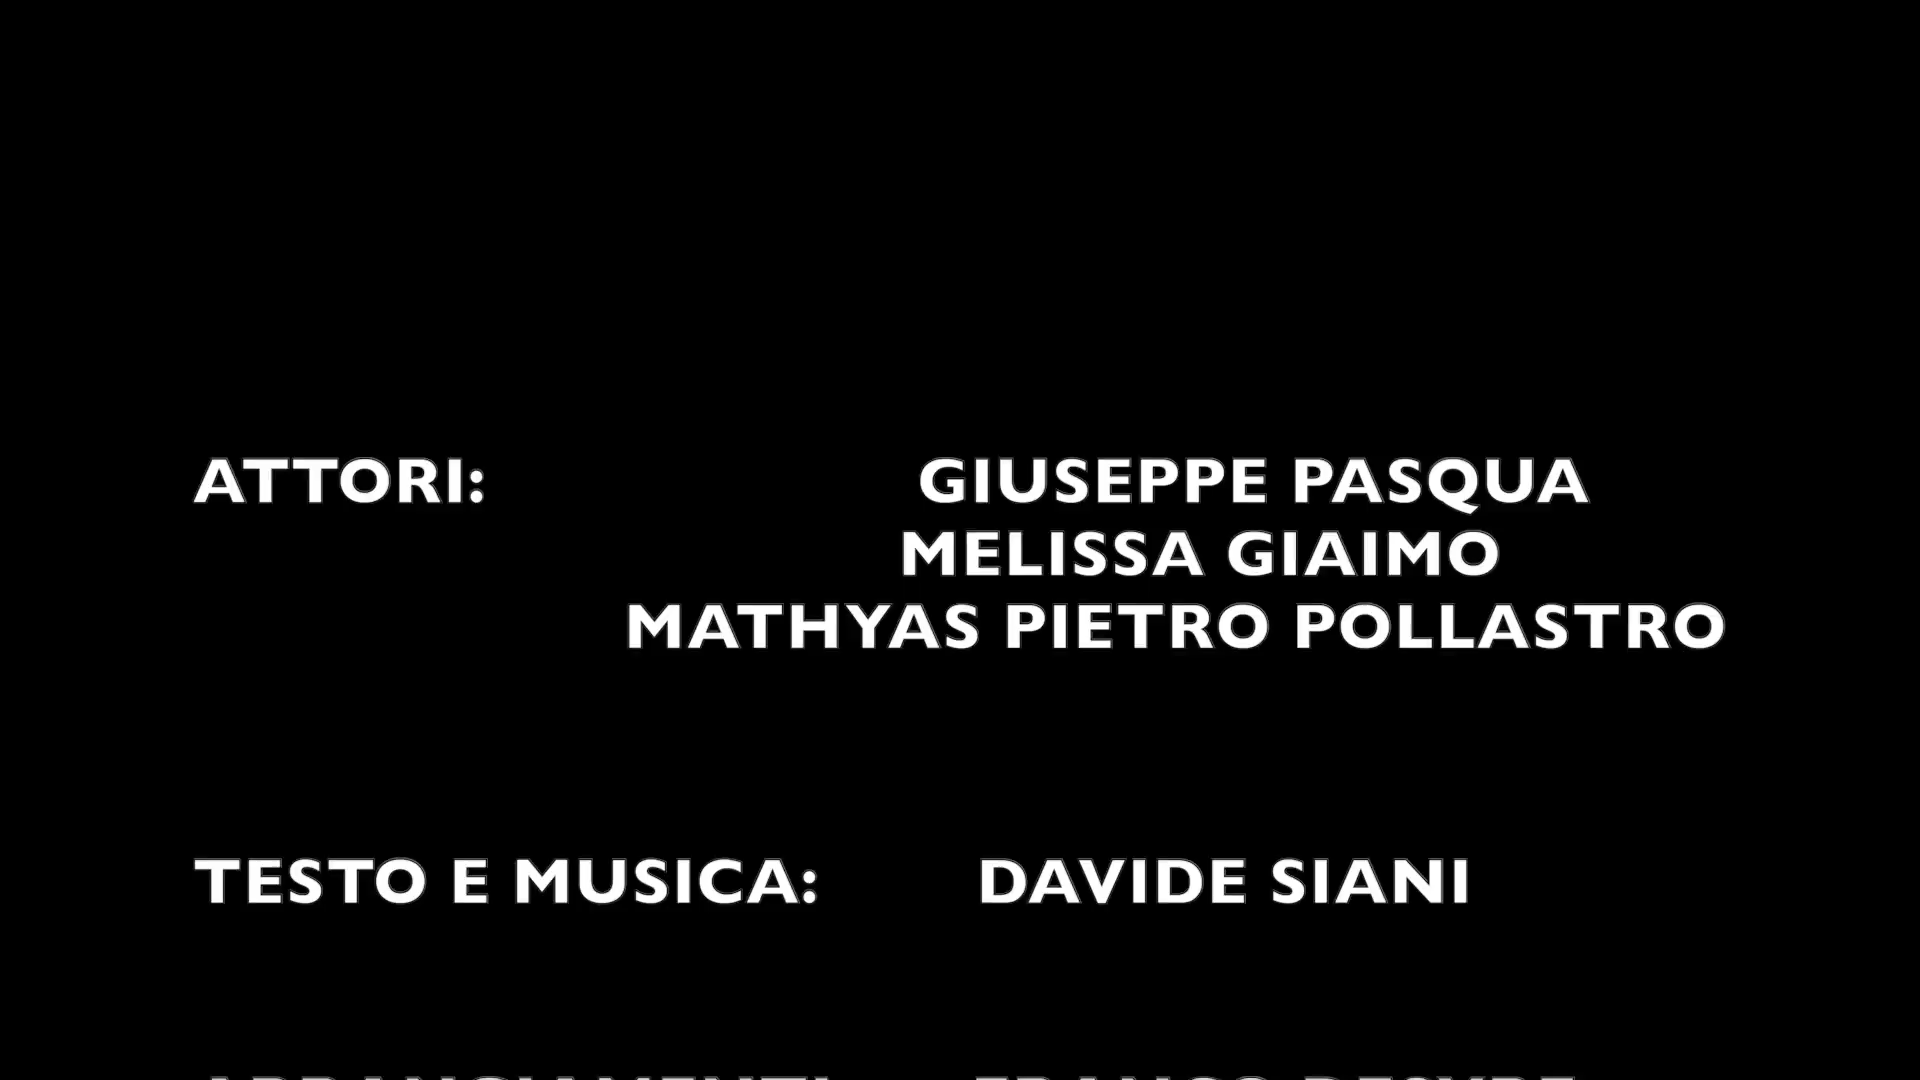 ATTORI: GIUSEPPE PASQUA
MELISSA GIAIMO
MATHYAS PIETRO POLLASTRO
TESTO E MUSICA: DAVIDE SIANI